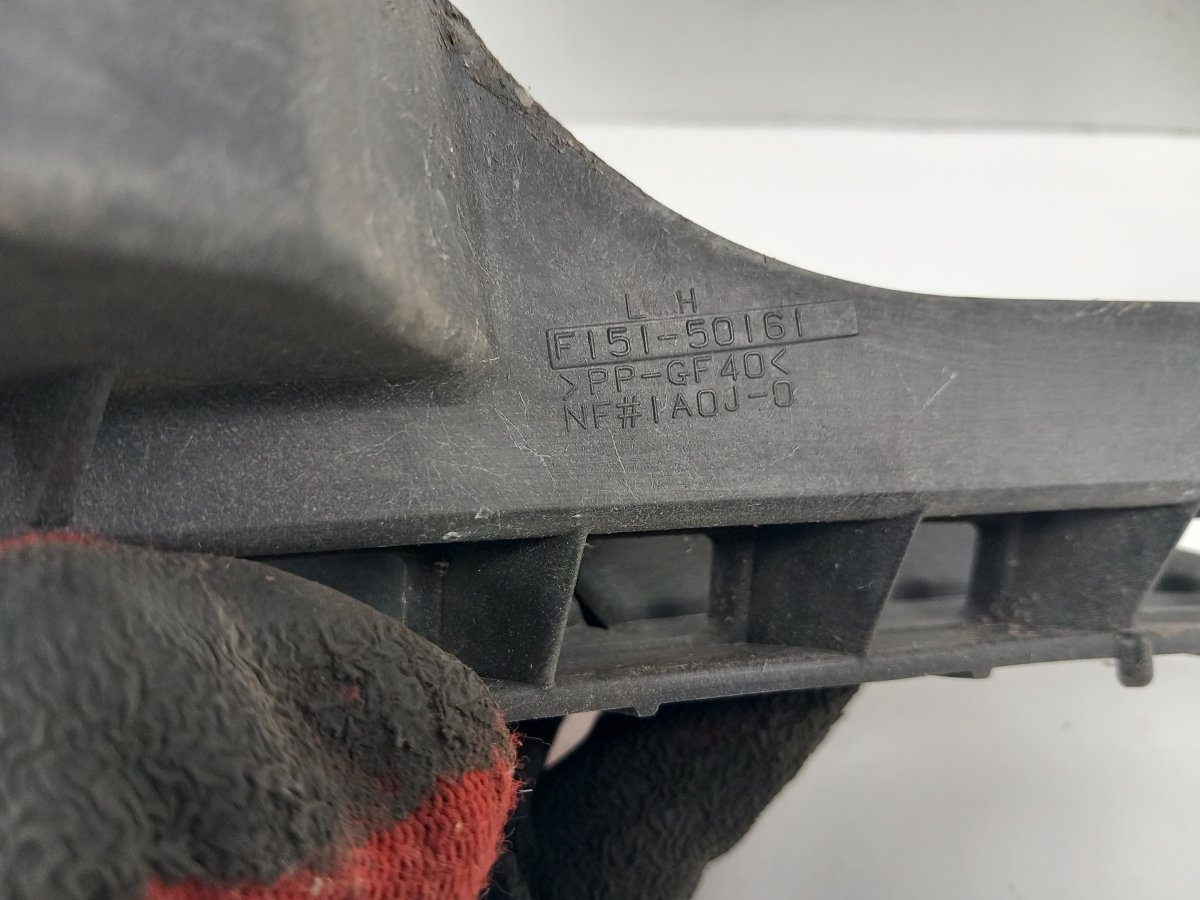 L H
F151-50161
>PP-GF40<
NF#1A0J-0